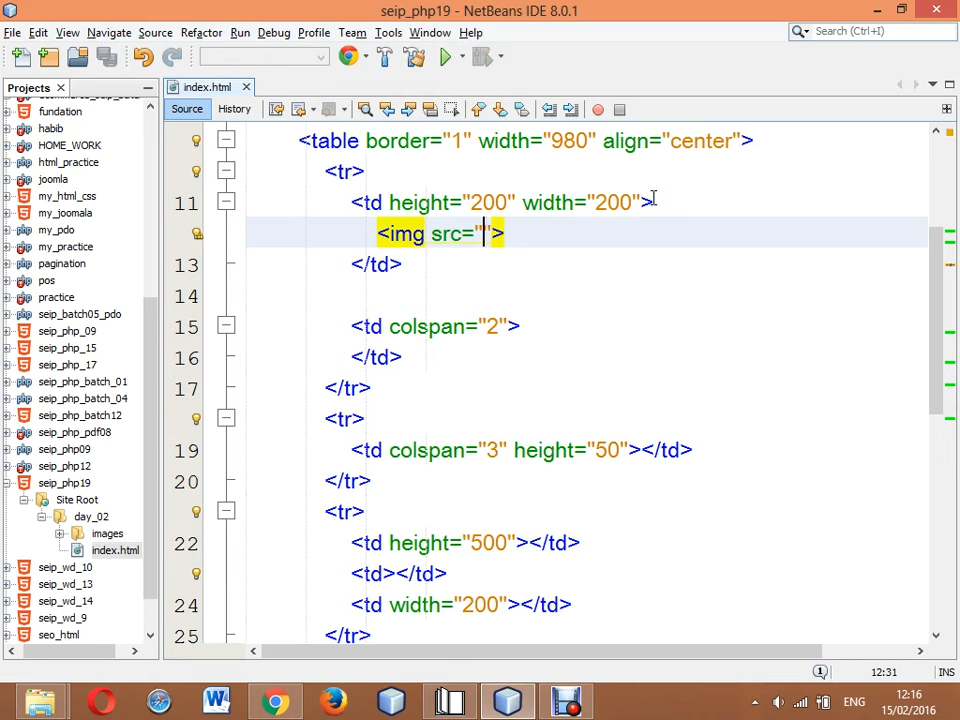 seip_php19 - NetBeans IDE 8.0.1
File Edit View Navigate Source Refactor Run Debug Profile Team Tools Window Help
Search (Ctrl+I)
Projects
index.html
Source History
fundation
habib
HOME_WORK
html_practice
joomla
my_html_css
my_joomala
my_pdo
my_practice
pagination
pos
practice
seip_batch05_pdo
seip_php_09
seip_php_15
seip_php_17
seip_php_batch_01
seip_php_batch_04
seip_php_batch12
seip_php_pdf08
seip_php09
seip_php12
seip_php19
Site Root
day_02
images
index.html
seip_wd_10
seip_wd_13
seip_wd_14
seip_wd_9
seo_html
<table border="1" width="980" align="center">
<tr>
11 <td height="200" width="200">
<img src="">
13 </td>
14
15 <td colspan="2">
16 </td>
17 </tr>
<tr>
19 <td colspan="3" height="50"></td>
20 </tr>
<tr>
22 <td height="500"></td>
<td></td>
24 <td width="200"></td>
25 </tr>
1
12:31 INS
ENG
12:16
15/02/2016